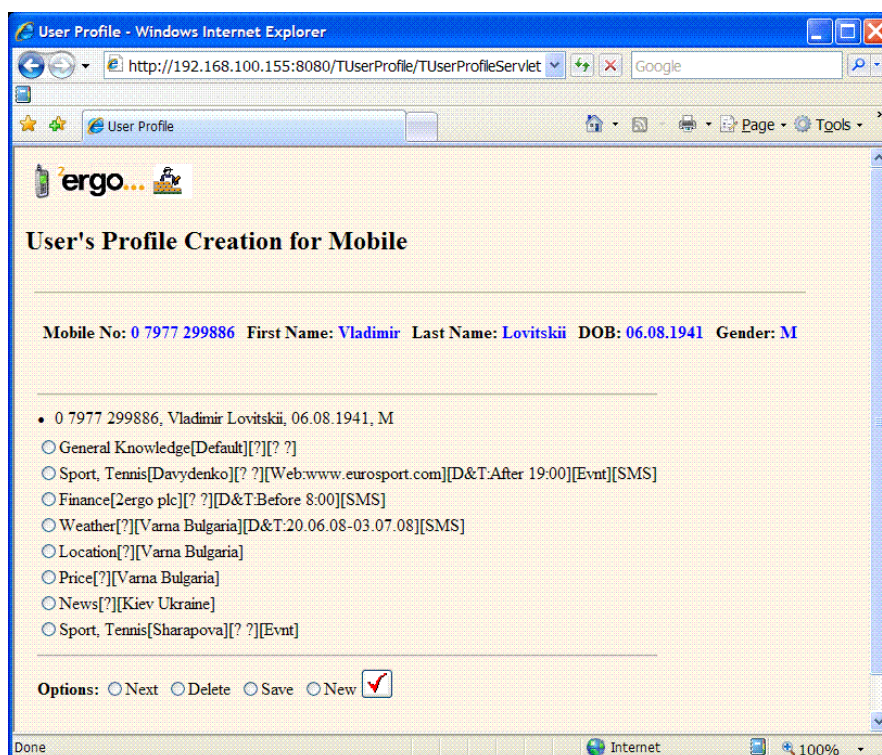 User Profile - Windows Internet Explorer
http://192.168.100.155:8080/TUserProfile/TUserProfileServlet
Google
User Profile
Page
Tools
2ergo...
User's Profile Creation for Mobile
Mobile No: 0 7977 299886 First Name: Vladimir Last Name: Lovitskii DOB: 06.08.1941 Gender: M
• 0 7977 299886, Vladimir Lovitskii, 06.08.1941, M
General Knowledge[Default][?][? ?]
Sport, Tennis[Davydenko][? ?][Web:www.eurosport.com][D&T:After 19:00][Evnt][SMS]
Finance[2ergo plc][? ?][D&T:Before 8:00][SMS]
Weather[?][Varna Bulgaria][D&T:20.06.08-03.07.08][SMS]
Location[?][Varna Bulgaria]
Price[?][Varna Bulgaria]
News[?][Kiev Ukraine]
Sport, Tennis[Sharapova][? ?][Evnt]
Options: Next Delete Save New
Done
Internet
100%